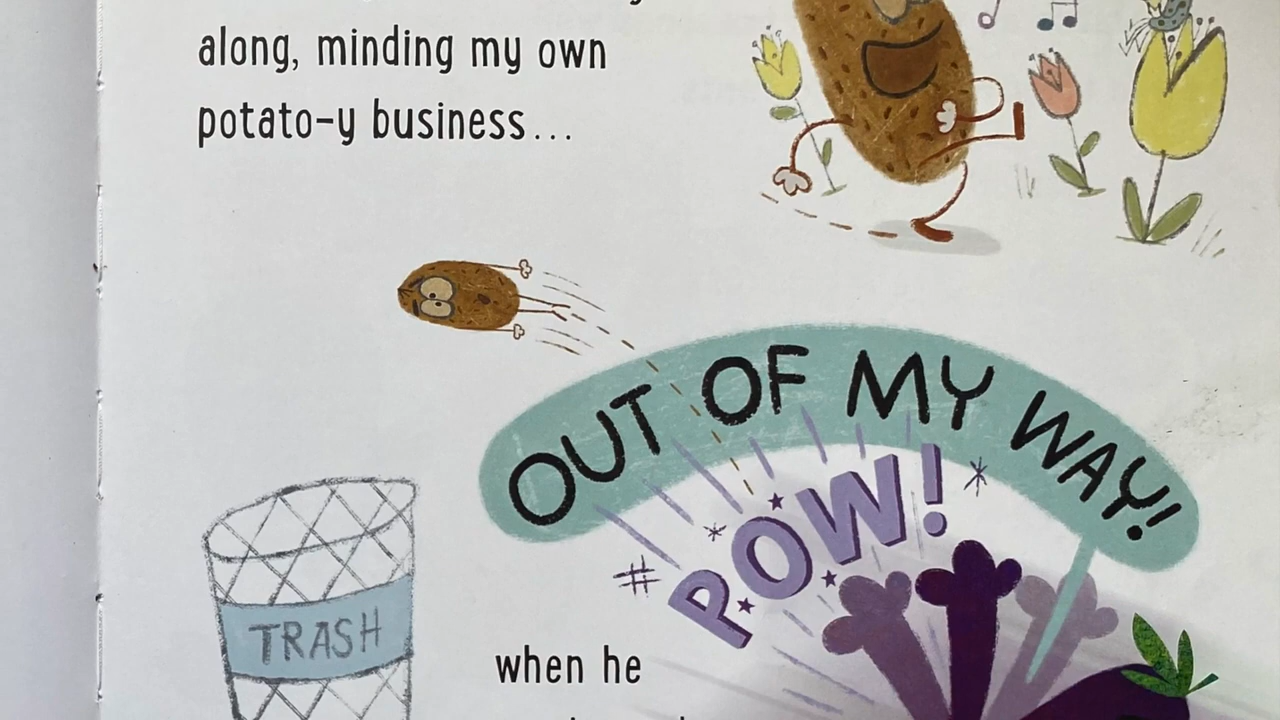 along, minding my own
potato-y business...
OUT OF MY WAY!
POW!
TRASH
when he